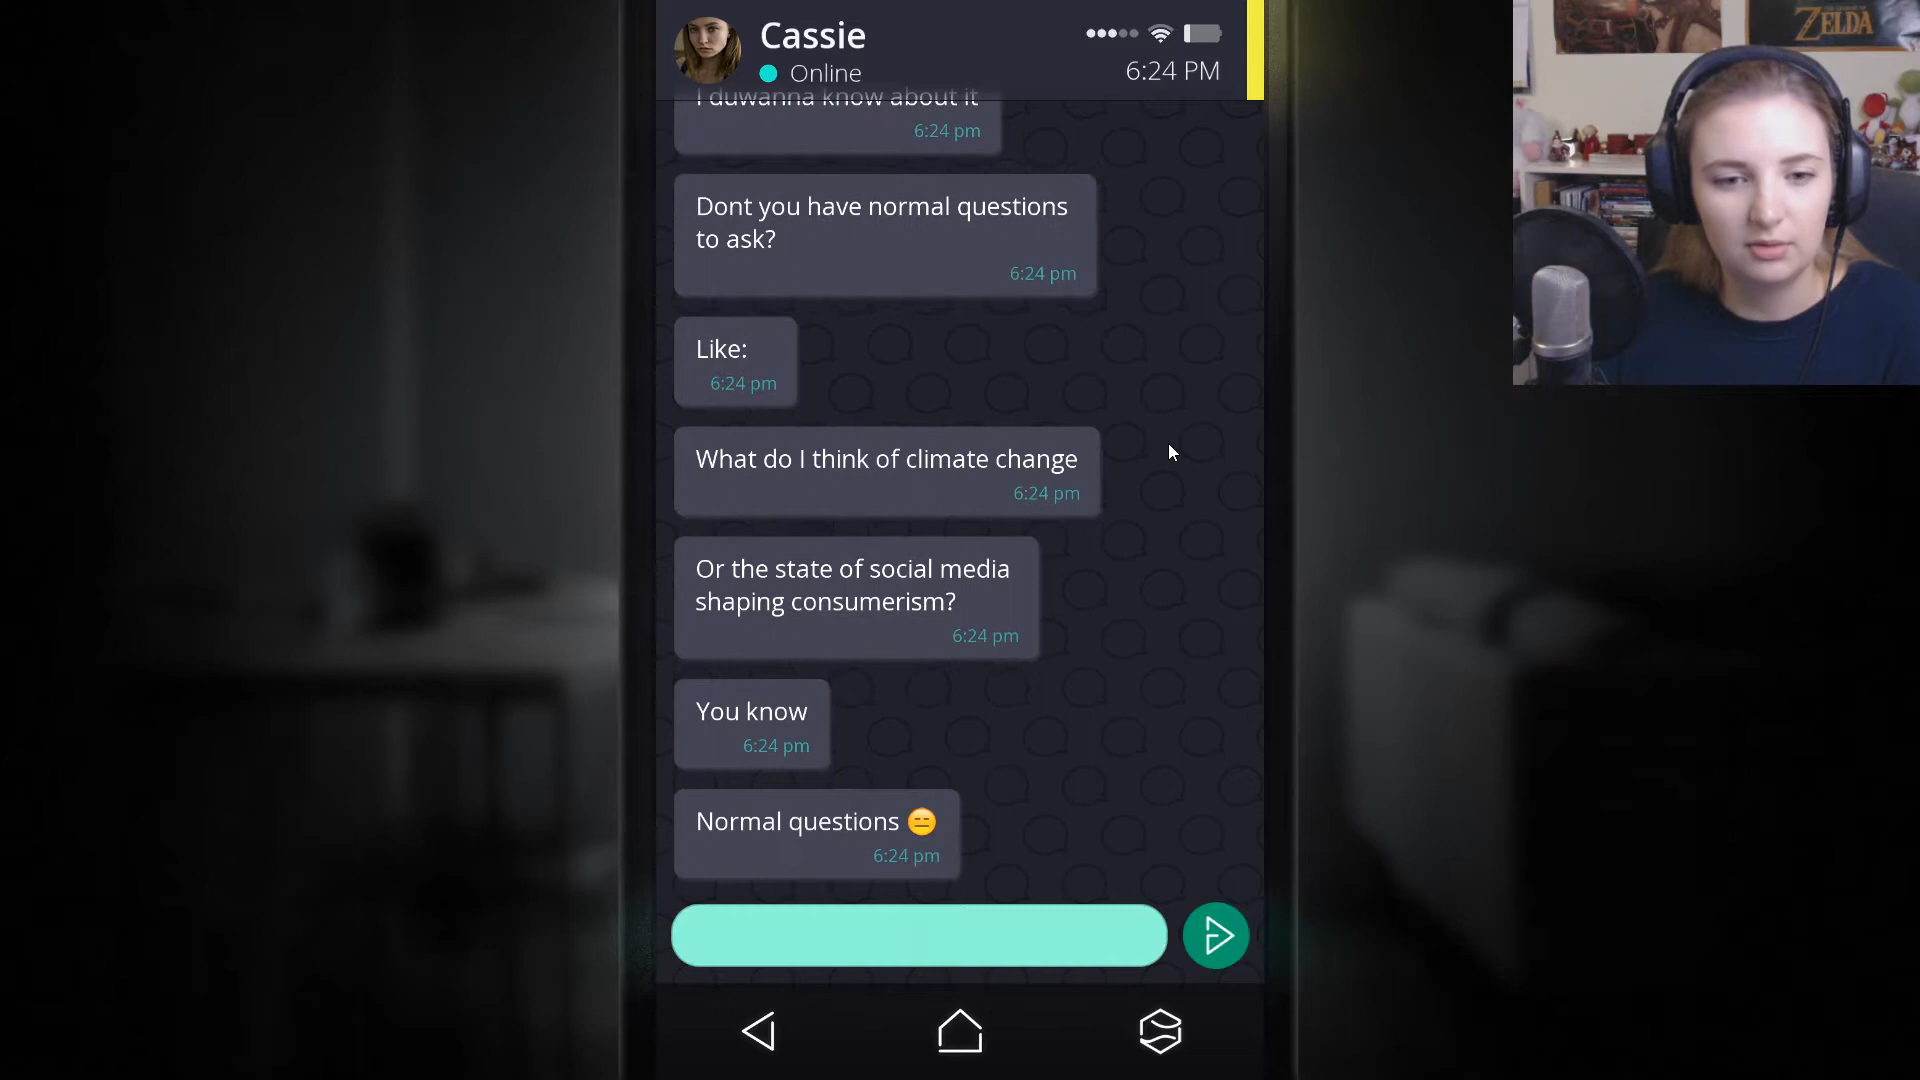 Cassie
Online
6:24 PM
I duwanna know about it
6:24 pm
Dont you have normal questions
to ask?
6:24 pm
Like:
6:24 pm
What do I think of climate change
6:24 pm
Or the state of social media
shaping consumerism?
6:24 pm
You know
6:24 pm
Normal questions 😑
6:24 pm
ZELDA